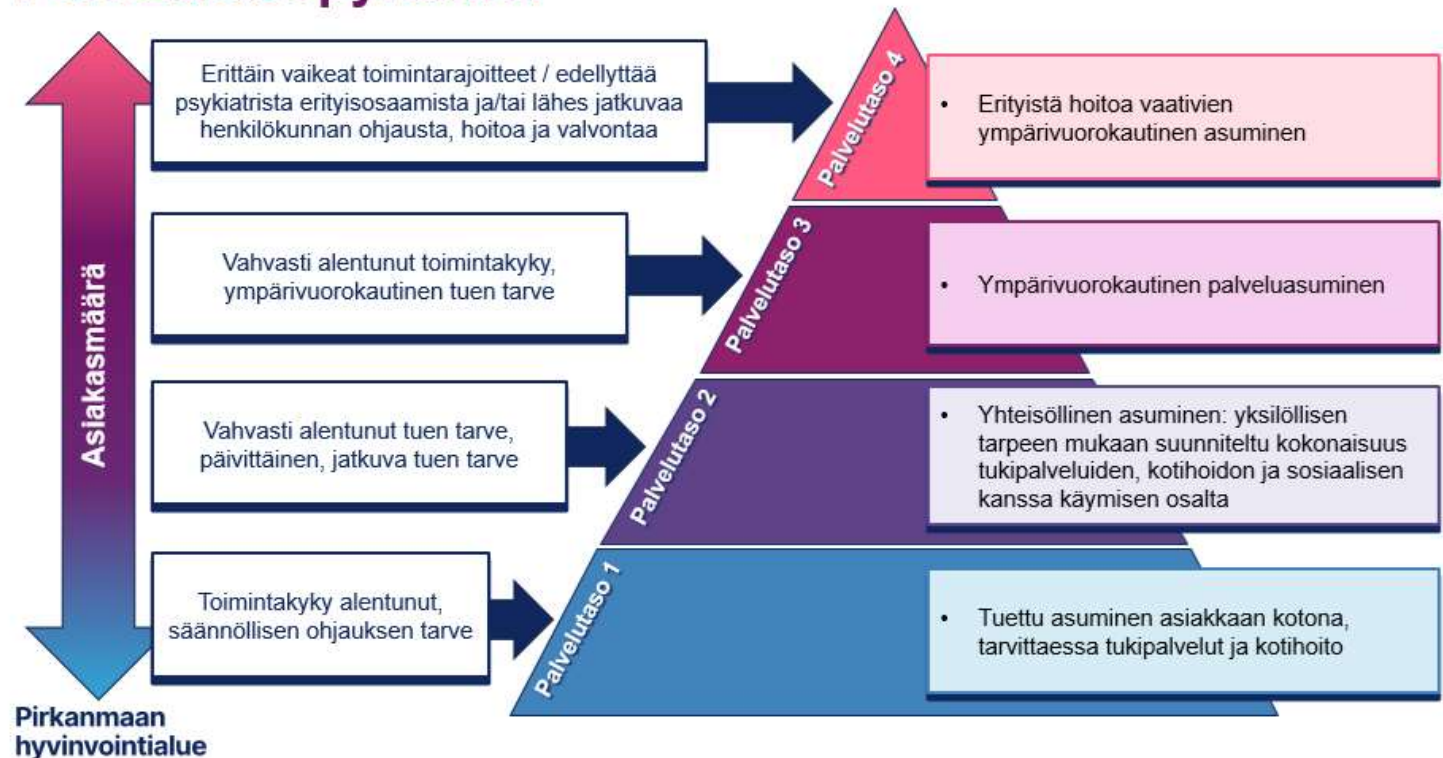 Asiakasmäärä
Erittäin vaikeat toimintarajoitteet / edellyttää
psykiatrista erityisosaamista ja/tai lähes jatkuvaa
henkilökunnan ohjausta, hoitoa ja valvontaa
Palvelutaso 4
• Erityistä hoitoa vaativien
ympärivuorokautinen asuminen
Vahvasti alentunut toimintakyky,
ympärivuorokautinen tuen tarve
Palvelutaso 3
• Ympärivuorokautinen palveluasuminen
Vahvasti alentunut tuen tarve,
päivittäinen, jatkuva tuen tarve
Palvelutaso 2
• Yhteisöllinen asuminen: yksilöllisen
tarpeen mukaan suunniteltu kokonaisuus
tukipalveluiden, kotihoidon ja sosiaalisen
kanssa käymisen osalta
Toimintakyky alentunut,
säännöllisen ohjauksen tarve
Palvelutaso 1
• Tuettu asuminen asiakkaan kotona,
tarvittaessa tukipalvelut ja kotihoito
Pirkanmaan
hyvinvointialue